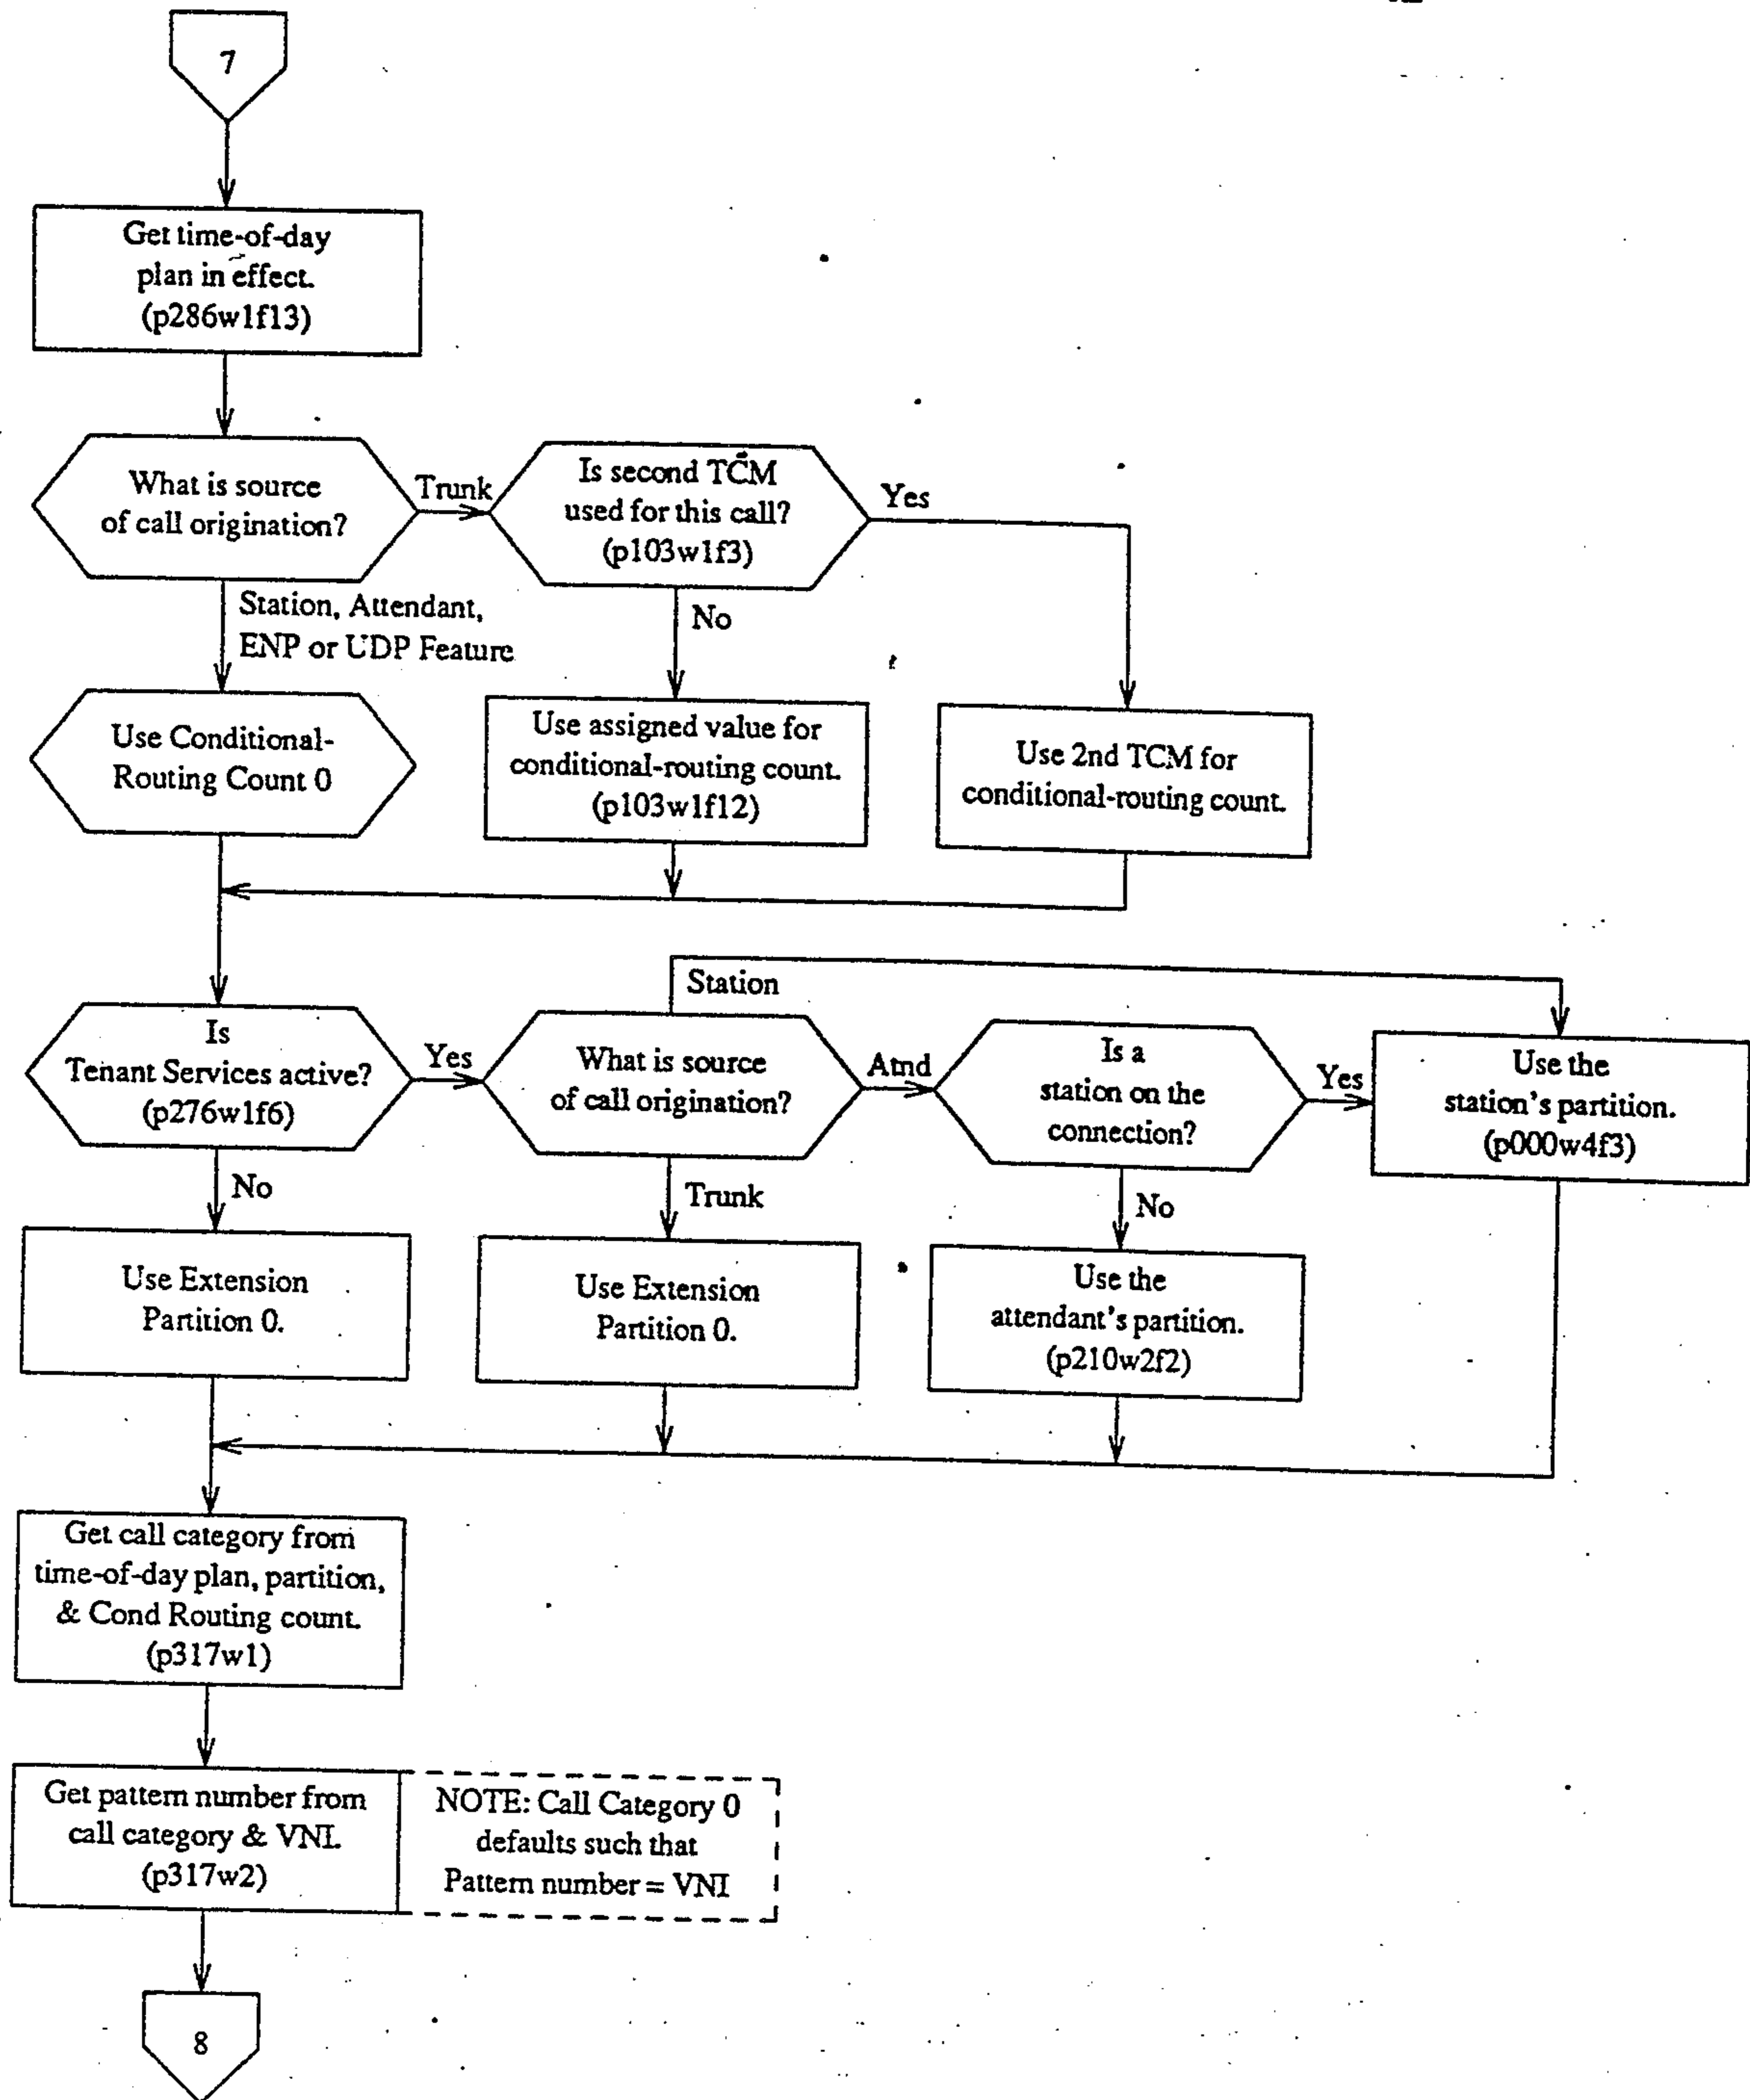 7
Get time-of-day
plan in effect.
(p286w1f13)
What is source
of call origination?
Trunk
Is second TCM
used for this call?
(p103w1f3)
Yes
Station, Attendant,
ENP or UDP Feature
No
Use Conditional-
Routing Count 0
Use assigned value for
conditional-routing count.
(p103w1f12)
Use 2nd TCM for
conditional-routing count.
Station
Is
Tenant Services active?
(p276w1f6)
Yes
What is source
of call origination?
Atnd
Is a
station on the
connection?
Yes
Use the
station's partition.
(p000w4f3)
No
Trunk
No
Use Extension
Partition 0.
Use Extension
Partition 0.
Use the
attendant's partition.
(p210w2f2)
Get call category from
time-of-day plan, partition,
& Cond Routing count.
(p317w1)
Get pattern number from
call category & VNI.
(p317w2)
NOTE: Call Category 0
defaults such that
Pattern number = VNI
8